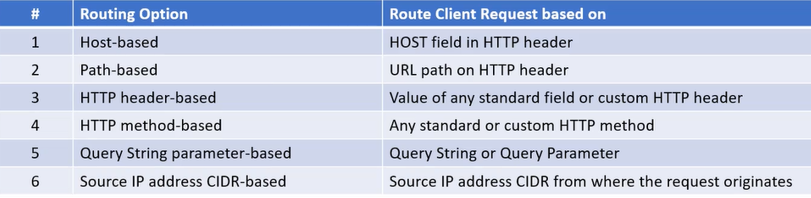 # Routing Option Route Client Request based on
1 Host-based HOST field in HTTP header
2 Path-based URL path on HTTP header
3 HTTP header-based Value of any standard field or custom HTTP header
4 HTTP method-based Any standard or custom HTTP method
5 Query String parameter-based Query String or Query Parameter
6 Source IP address CIDR-based Source IP address CIDR from where the request originates